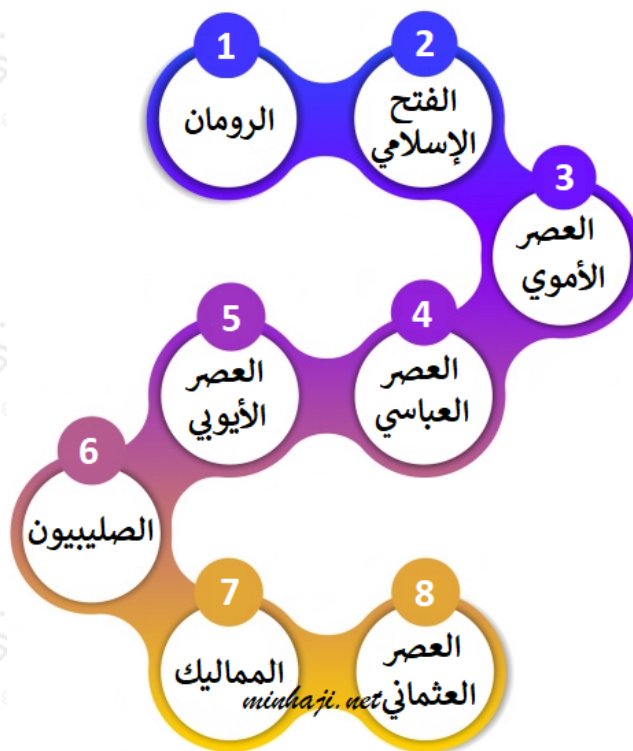 1
الرومان
2
الفتح
الإسلامي
3
العصر
الأموي
4
العصر
العباسي
5
العصر
الأيوبي
6
الصليبيون
7
المماليك
8
العصر
العثماني
minhaji.net